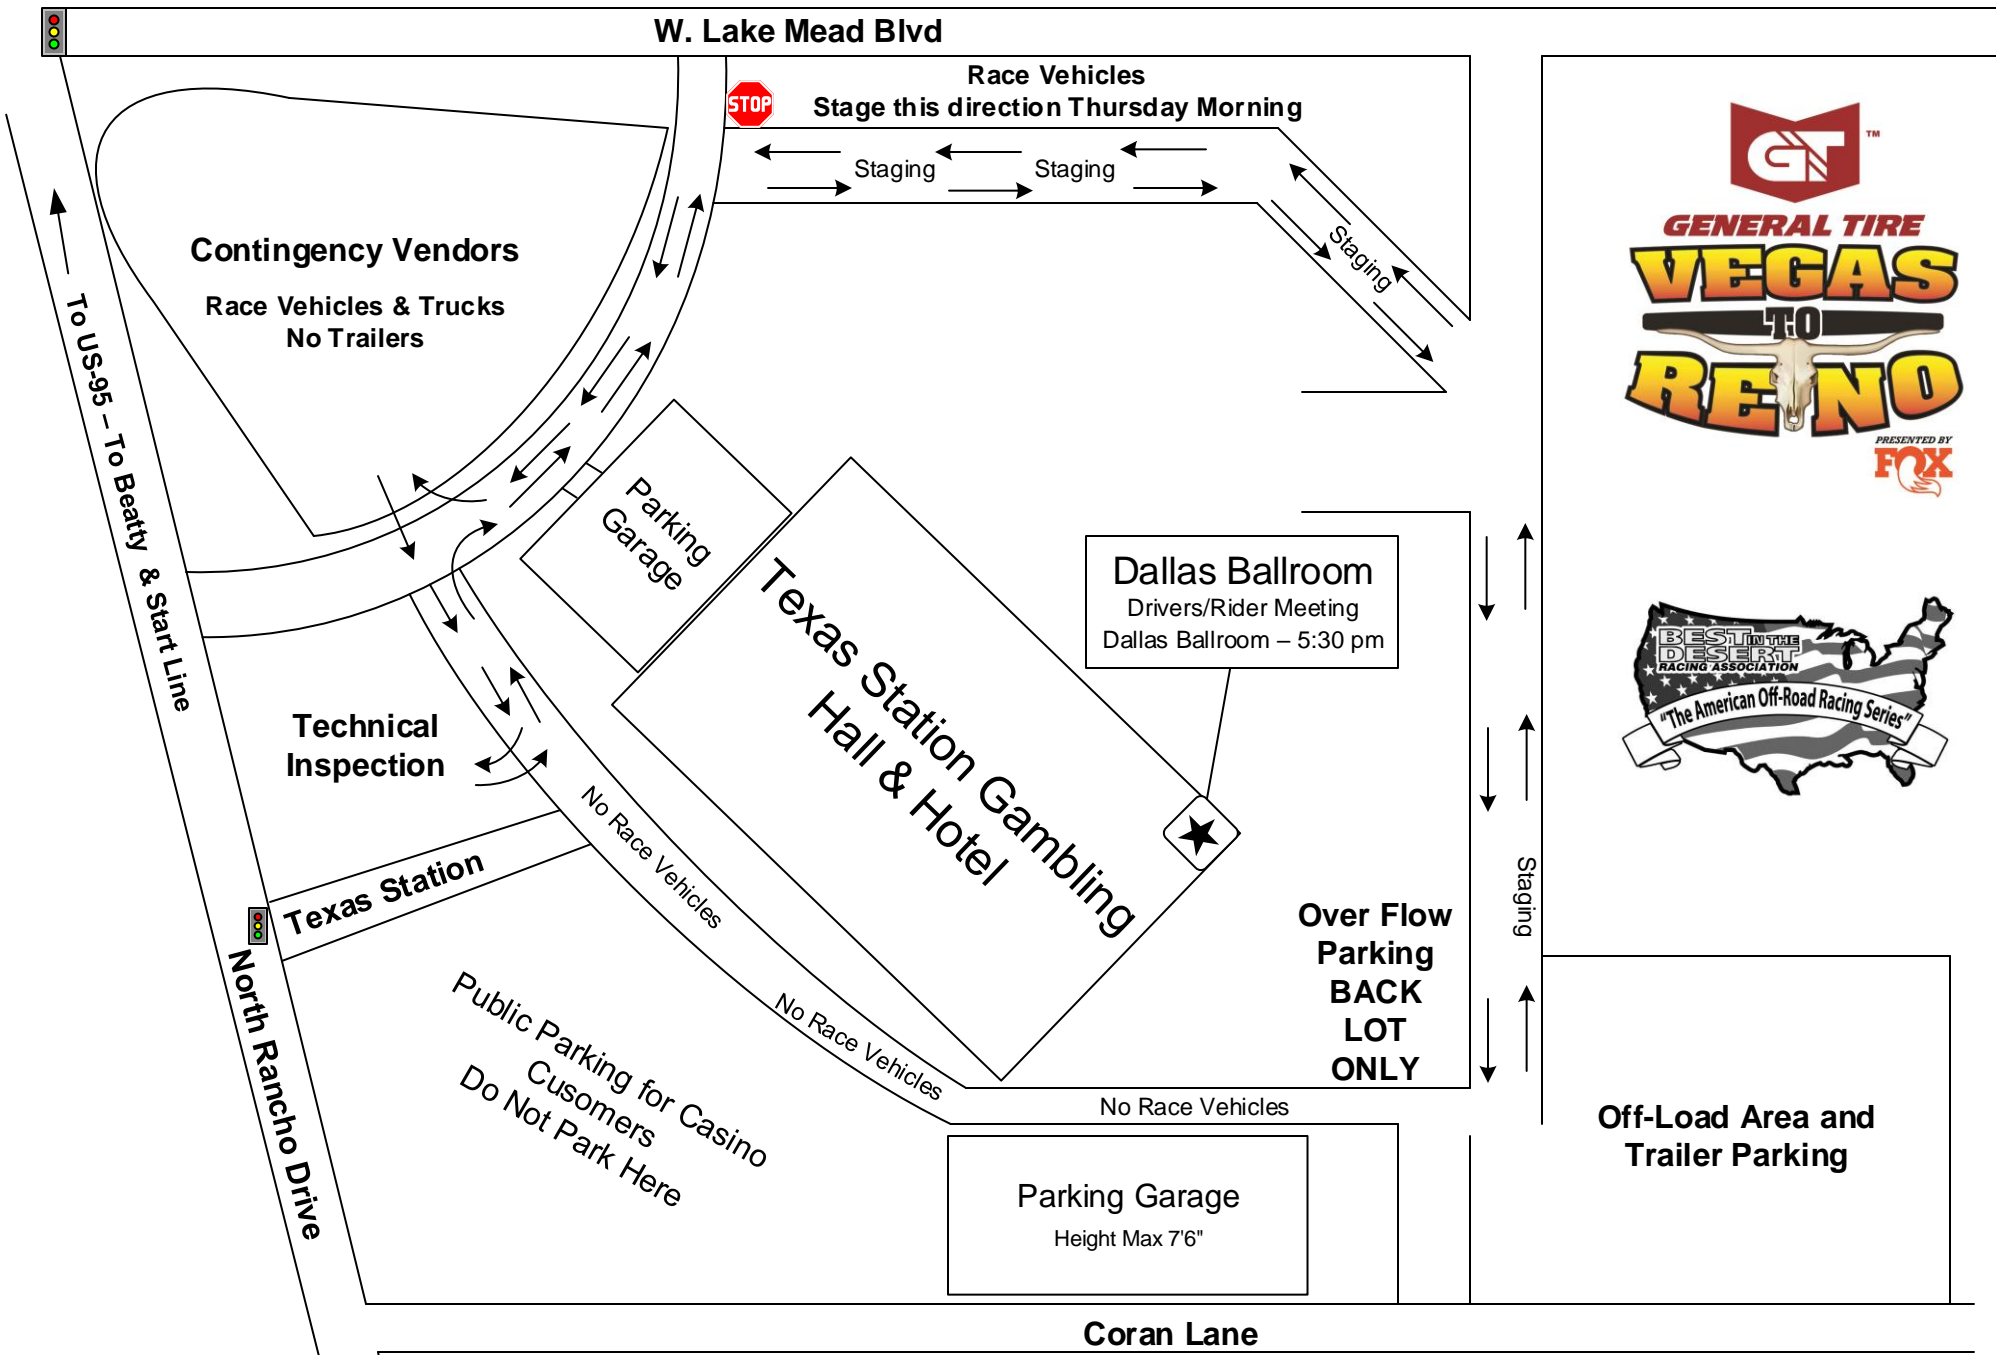 W. Lake Mead Blvd
Race Vehicles
Stage this direction Thursday Morning
STOP
Staging
Staging
Staging
Contingency Vendors
Race Vehicles & Trucks
No Trailers
To US-95 – To Beatty & Start Line
GT
TM
GENERAL TIRE
VEGAS
TO
RENO
PRESENTED BY
FOX
Parking
Garage
Texas Station Gambling
Hall & Hotel
Dallas Ballroom
Drivers/Rider Meeting
Dallas Ballroom – 5:30 pm
BEST IN THE
DESERT
RACING ASSOCIATION
"The American Off-Road Racing Series"
Technical
Inspection
No Race Vehicles
Texas Station
Staging
Over Flow
Parking
BACK
LOT
ONLY
North Rancho Drive
Public Parking for Casino
Cusomers
Do Not Park Here
No Race Vehicles
No Race Vehicles
Off-Load Area and
Trailer Parking
Parking Garage
Height Max 7'6"
Coran Lane